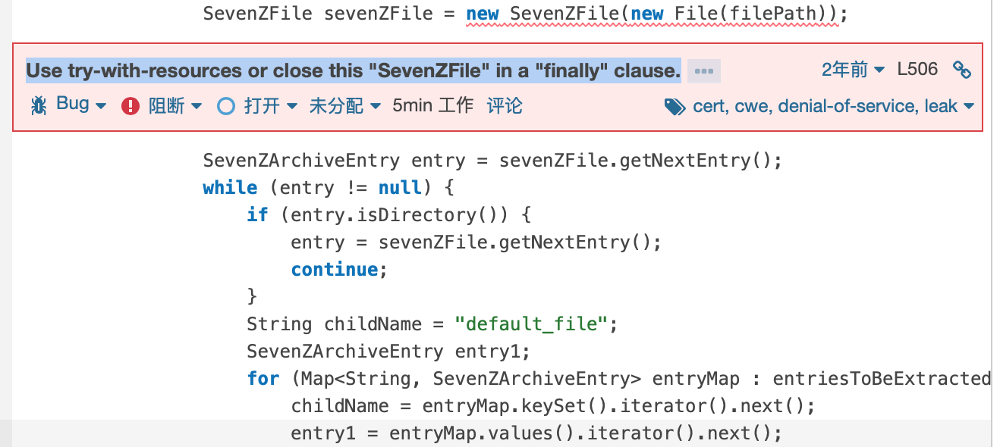 SevenZFile sevenZFile = new SevenZFile(new File(filePath));
Use try-with-resources or close this "SevenZFile" in a "finally" clause. 2年前 L506
Bug 阻断 打开 未分配 5min 工作 评论 cert, cwe, denial-of-service, leak
SevenZArchiveEntry entry = sevenZFile.getNextEntry();
while (entry != null) {
if (entry.isDirectory()) {
entry = sevenZFile.getNextEntry();
continue;
}
String childName = "default_file";
SevenZArchiveEntry entry1;
for (Map<String, SevenZArchiveEntry> entryMap : entriesToBeExtracted
childName = entryMap.keySet().iterator().next();
entry1 = entryMap.values().iterator().next();